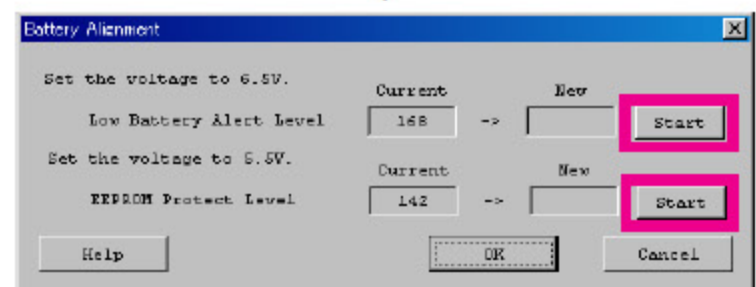 Battery Alignment
Set the voltage to 6.5V.
Current New
Low Battery Alert Level 168 -> Start
Set the voltage to 5.5V.
Current New
EEPROM Protect Level 142 -> Start
Help OK Cancel